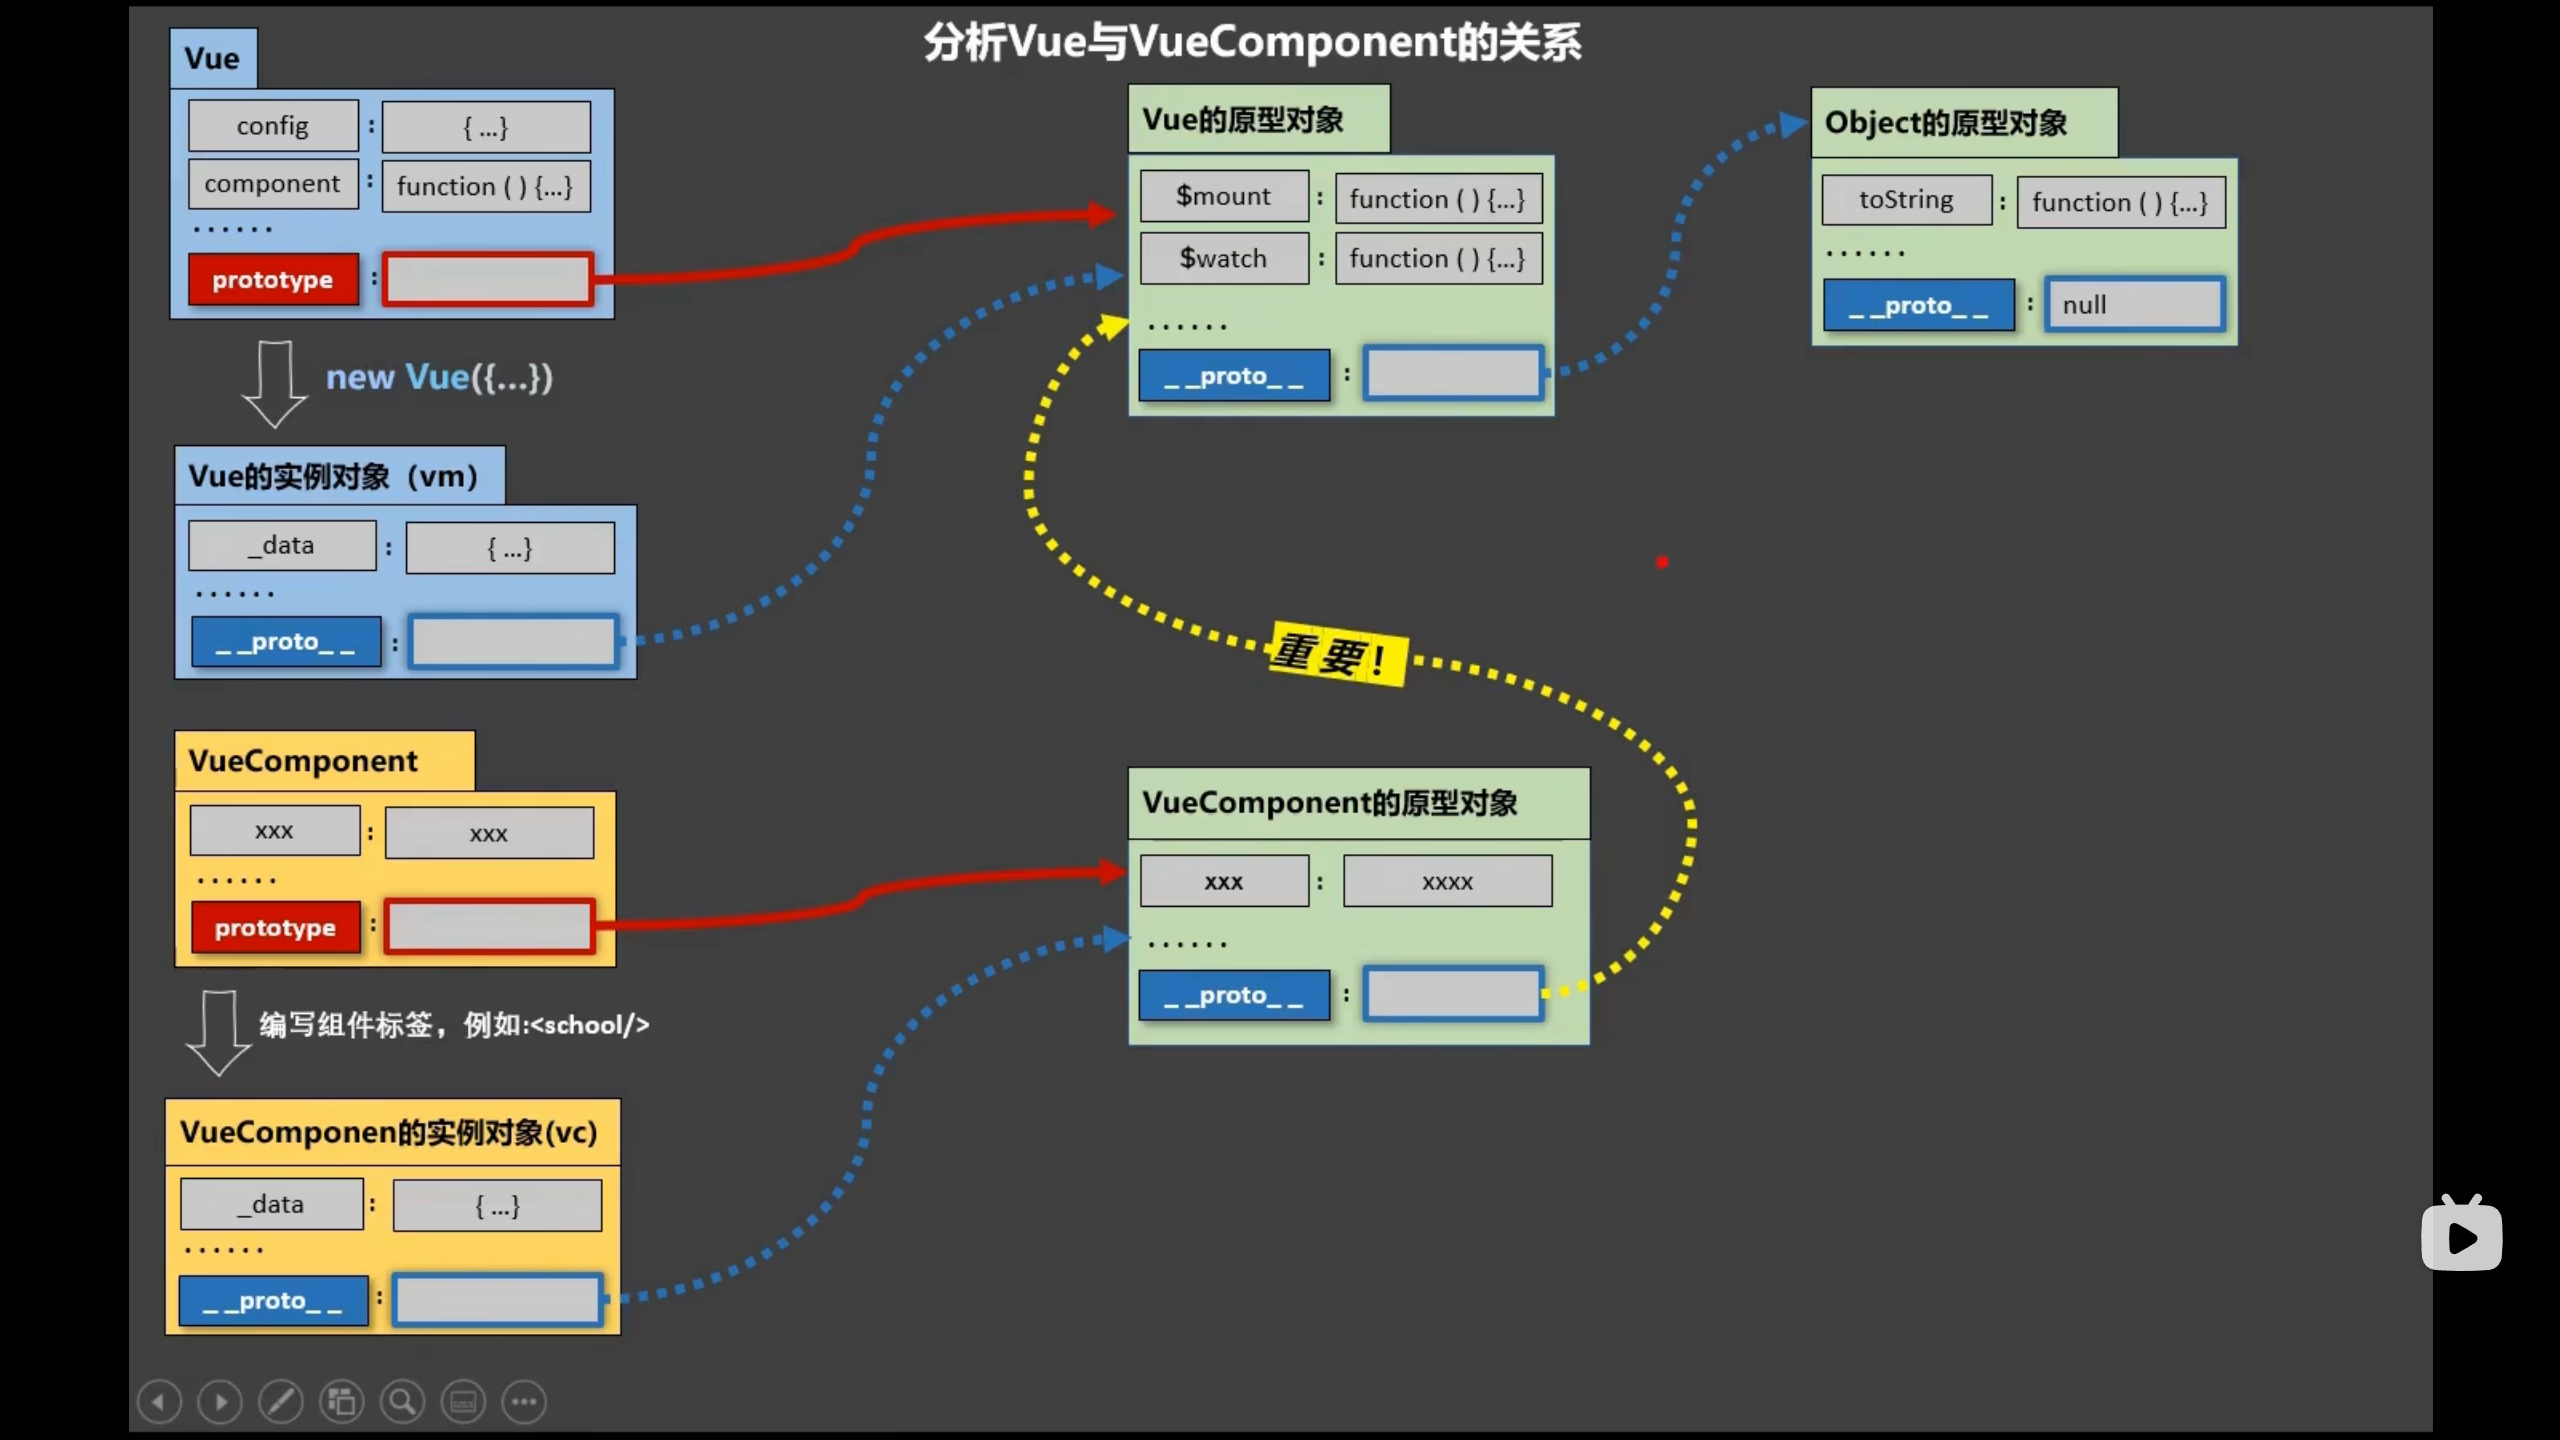 分析Vue与VueComponent的关系
Vue
config : { ...}
component : function ( ) {...}
······
prototype :
new Vue({...})
Vue的实例对象（vm）
_data : { ...}
······
_ _proto_ _ :
VueComponent
xxx : xxx
······
prototype :
编写组件标签，例如:<school/>
VueComponen的实例对象(vc)
_data : { ...}
······
_ _proto_ _ :
Vue的原型对象
$mount : function ( ) {...}
$watch : function ( ) {...}
······
_ _proto_ _ :
重要！
VueComponent的原型对象
xxx : xxxx
······
_ _proto_ _ :
Object的原型对象
toString : function ( ) {...}
······
_ _proto_ _ : null